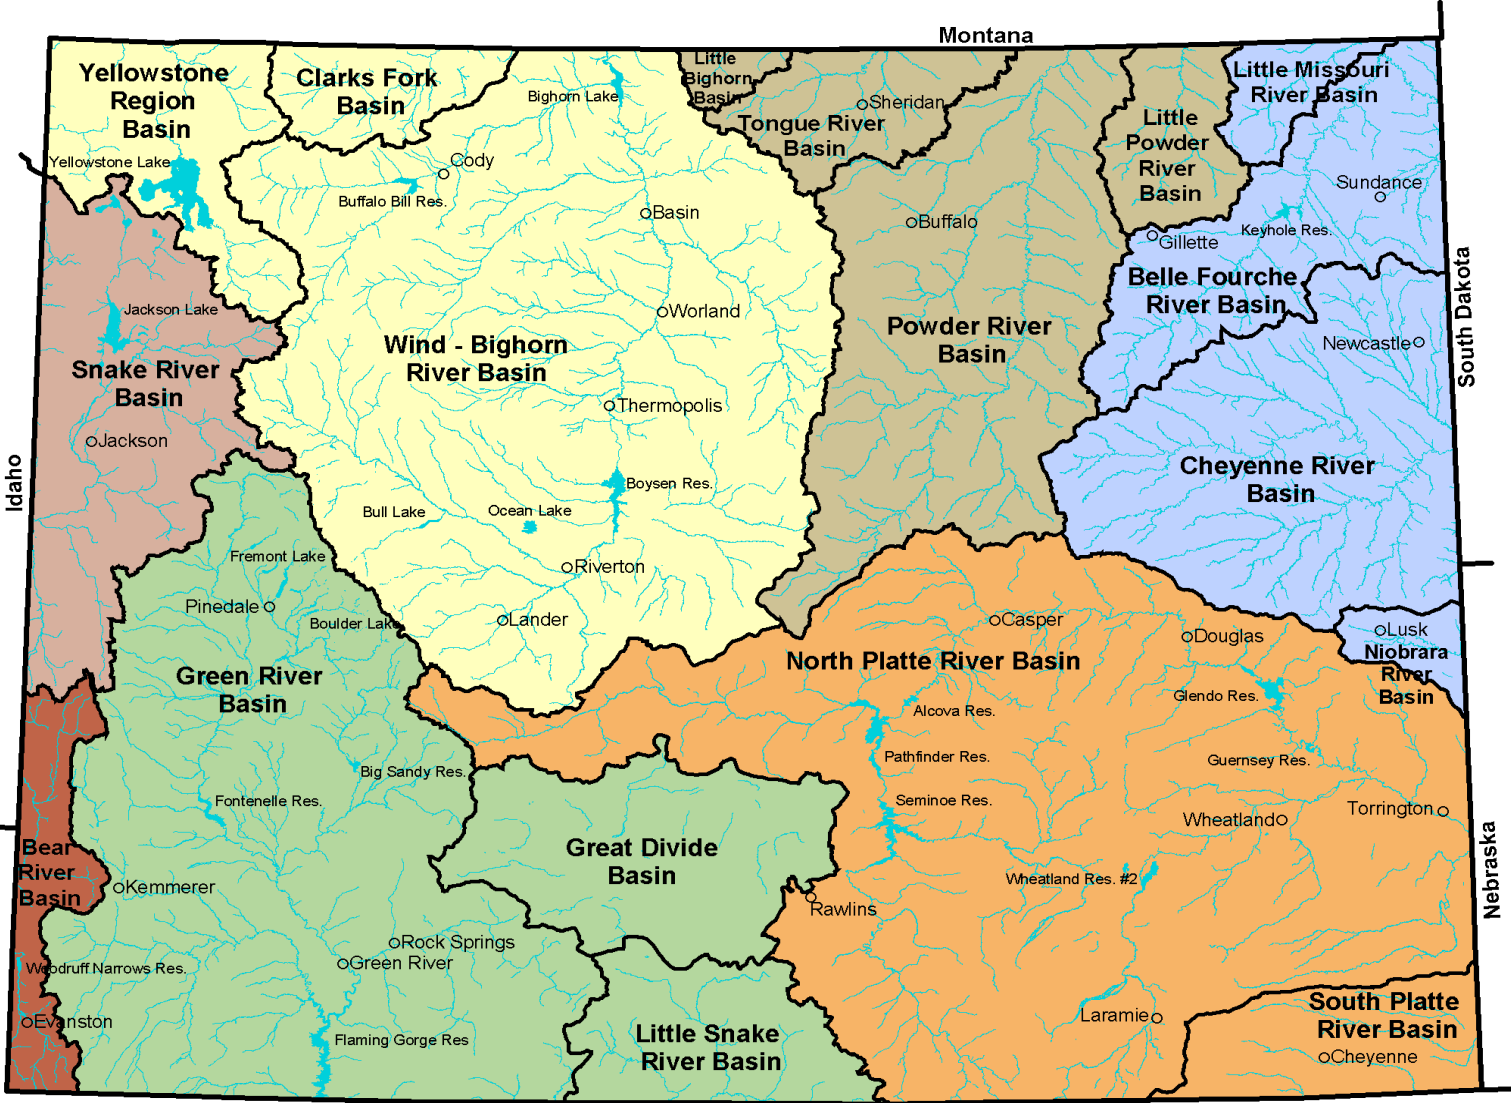 Montana
Yellowstone
Region
Basin
Clarks Fork
Basin
Bighorn Lake
Little
Bighorn
Basin
Sheridan
Tongue River
Basin
Little
Powder
River
Basin
Little Missouri
River Basin
Yellowstone Lake
Cody
Buffalo Bill Res.
Basin
Buffalo
Sundance
Keyhole Res.
Gillette
Belle Fourche
River Basin
South Dakota
Jackson Lake
Snake River
Basin
Jackson
Idaho
Wind - Bighorn
River Basin
Worland
Thermopolis
Powder River
Basin
Newcastle
Cheyenne River
Basin
Boysen Res.
Bull Lake
Ocean Lake
Riverton
Lander
Fremont Lake
Pinedale
Boulder Lake
Green River
Basin
Casper
Douglas
Lusk
Niobrara
River
Basin
North Platte River Basin
Glendo Res.
Alcova Res.
Pathfinder Res.
Guernsey Res.
Seminoe Res.
Big Sandy Res.
Fontenelle Res.
Wheatland
Torrington
Nebraska
Great Divide
Basin
Wheatland Res. #2
Rawlins
Bear
River
Basin
Kemmerer
Rock Springs
Green River
Woodruff Narrows Res.
Evanston
Flaming Gorge Res
Little Snake
River Basin
Laramie
South Platte
River Basin
Cheyenne